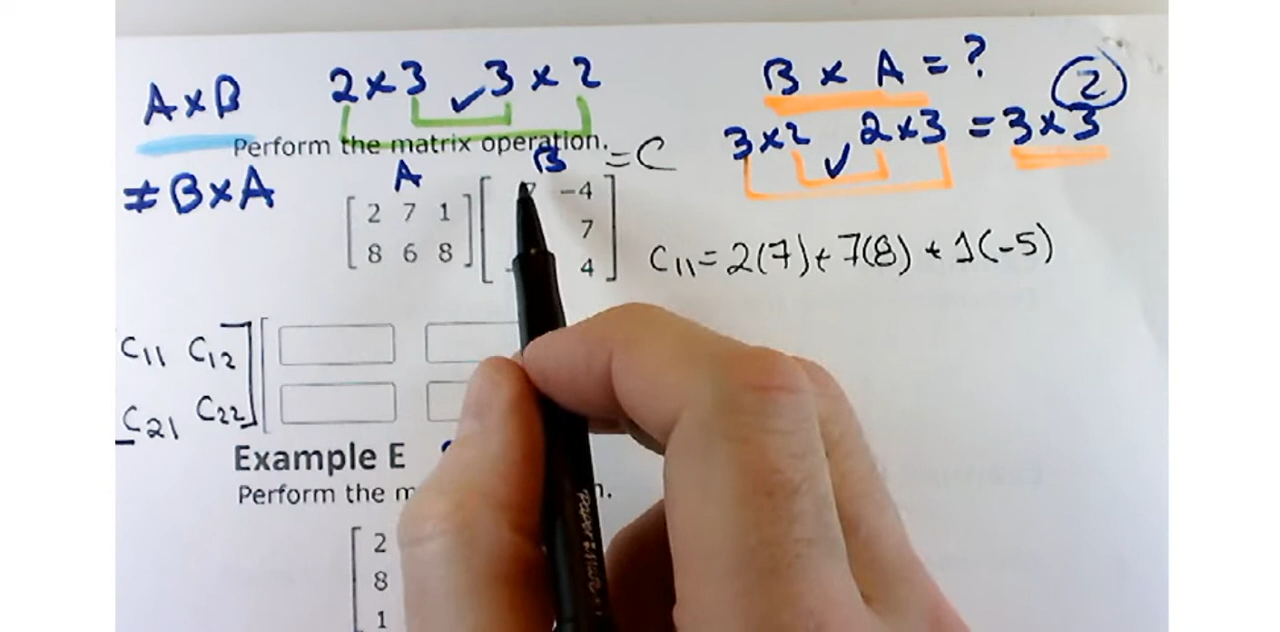 A×B 2×3 ✓ 3×2
B × A = ?
②
3×2 ✓ 2×3 = 3×3
Perform the matrix operation.
≠ B×A
A B = C
2 7 1
8 6 8
7 -4
7
4
C11 = 2(7) + 7(8) + 1(-5)
C11 C12
C21 C22
Example E
Perform the m
n.
2
8
1